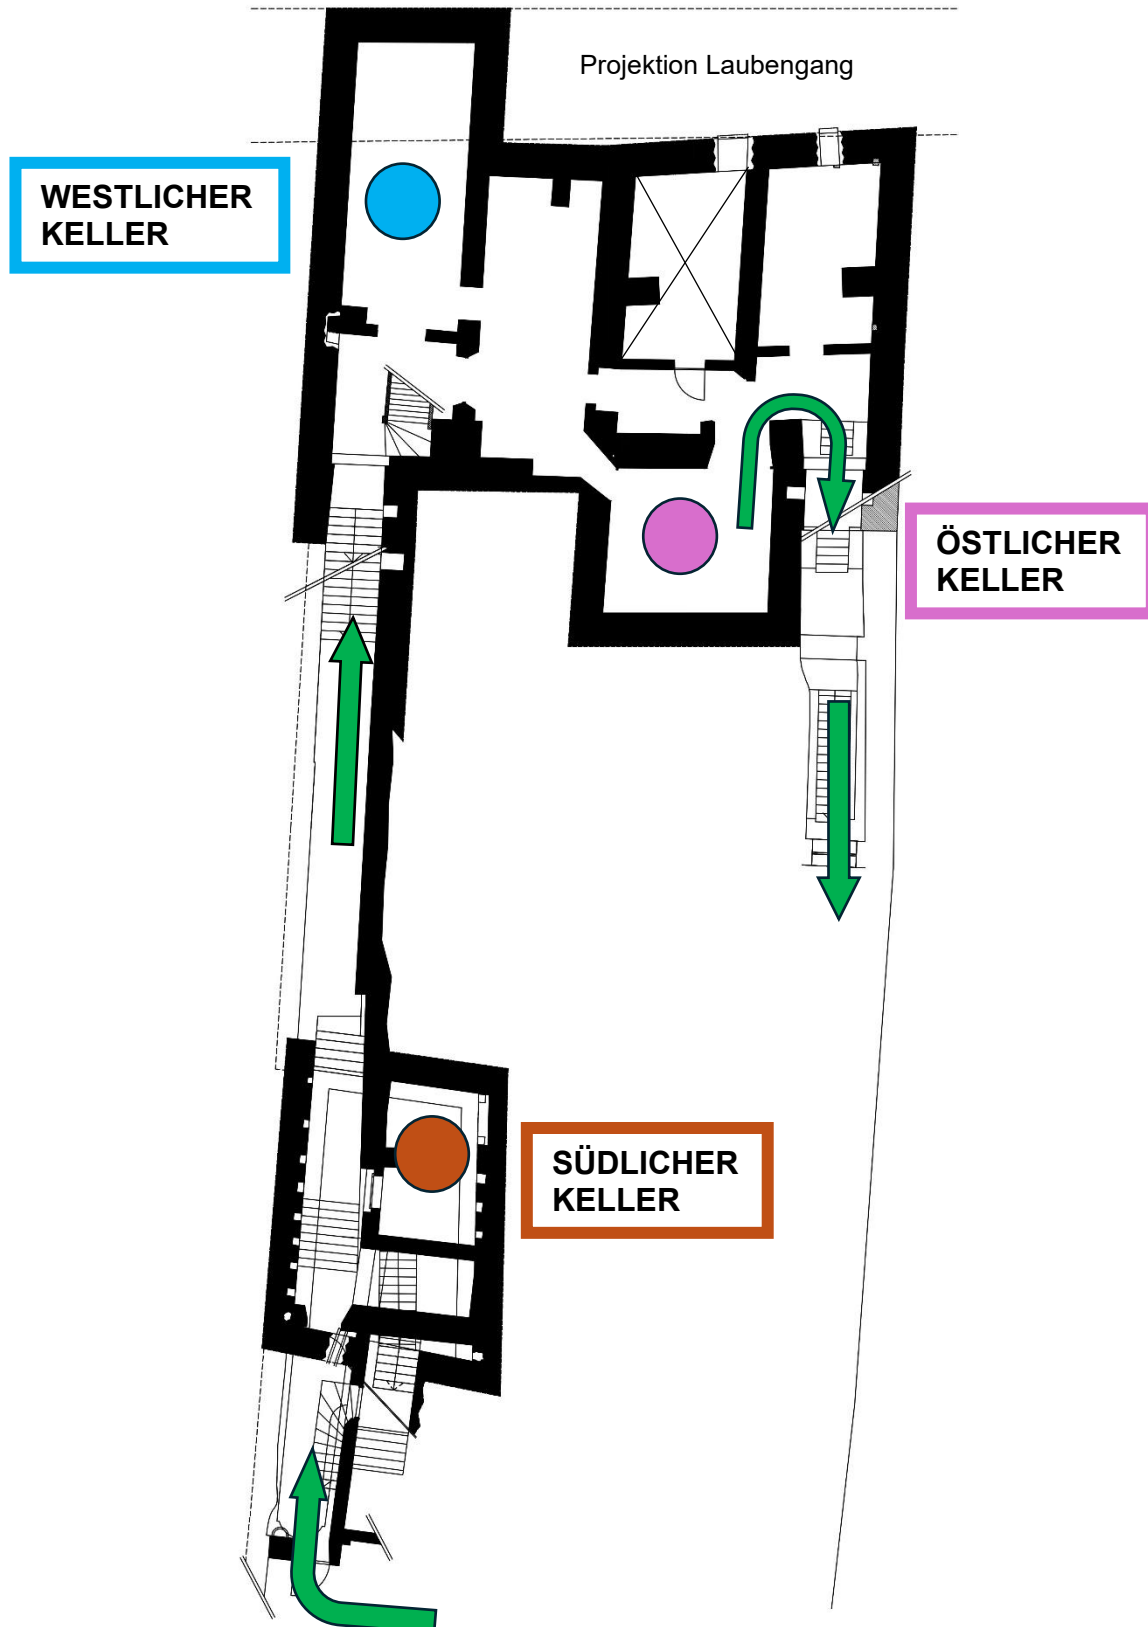 Projektion Laubengang
WESTLICHER
KELLER
ÖSTLICHER
KELLER
SÜDLICHER
KELLER